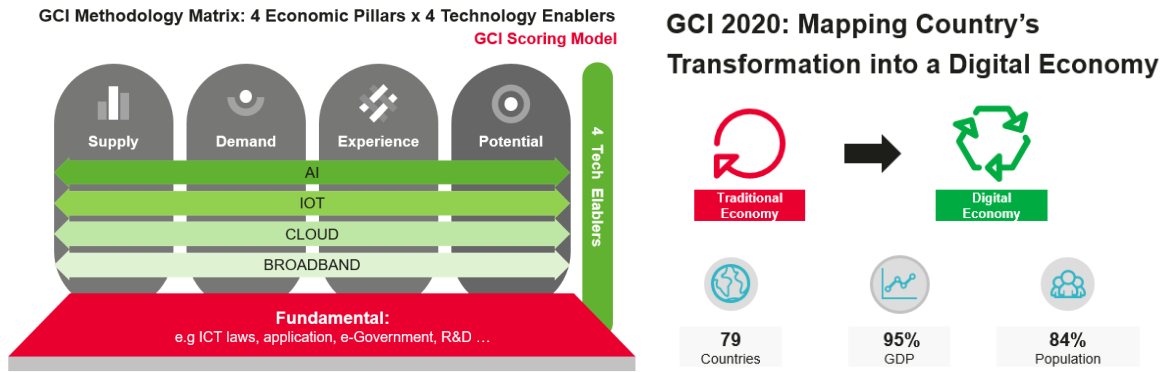 GCI Methodology Matrix: 4 Economic Pillars x 4 Technology Enablers
GCI Scoring Model
Supply
Demand
Experience
Potential
4 Tech Elablers
AI
IOT
CLOUD
BROADBAND
Fundamental:
e.g ICT laws, application, e-Government, R&D ...
GCI 2020: Mapping Country’s
Transformation into a Digital Economy
Traditional
Economy
Digital
Economy
79
Countries
95%
GDP
84%
Population